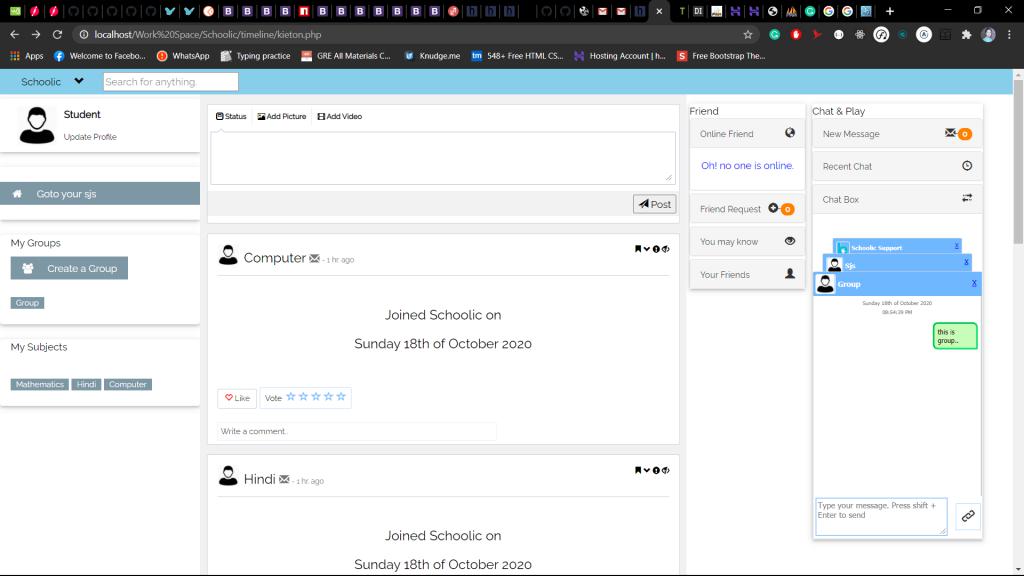 localhost/Work%20Space/Schoolic/timeline/kieton.php
Apps
Welcome to Facebo...
WhatsApp
Typing practice
GRE All Materials C...
Knudge.me
548+ Free HTML CS...
Hosting Account | h...
Free Bootstrap The...
Schoolic
Search for anything.
Student
Update Profile
Goto your sjs
My Groups
Create a Group
Group
My Subjects
Mathematics Hindi Computer
Status Add Picture Add Video
Post
Computer - 1 hr ago
Joined Schoolic on
Sunday 18th of October 2020
Like Vote
Write a comment..
Hindi - 1 hr. ago
Joined Schoolic on
Sunday 18th of October 2020
Friend
Online Friend
Oh! no one is online.
Friend Request 0
You may know
Your Friends
Chat & Play
New Message 0
Recent Chat
Chat Box
Schoolic Support X
Sjs X
Group X
Sunday 18th of October 2020
08:54:39 PM
this is
group..
Type your message. Press shift +
Enter to send